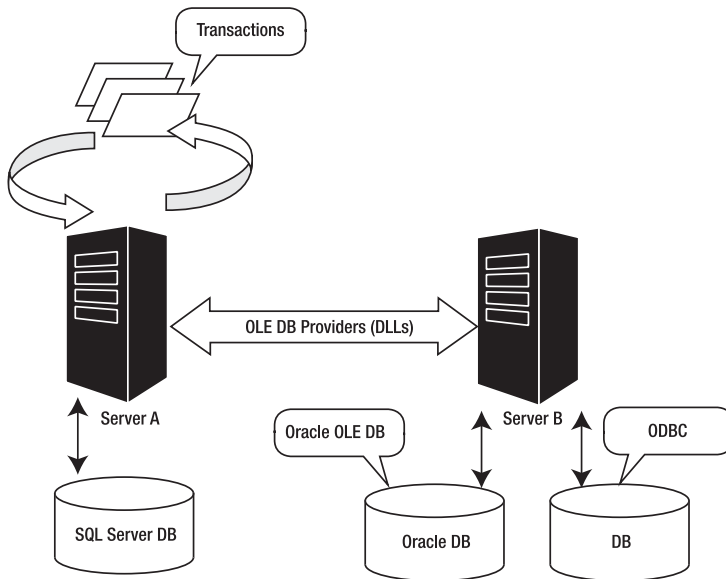 Transactions
OLE DB Providers (DLLs)
Server A
Server B
Oracle OLE DB
ODBC
SQL Server DB
Oracle DB
DB